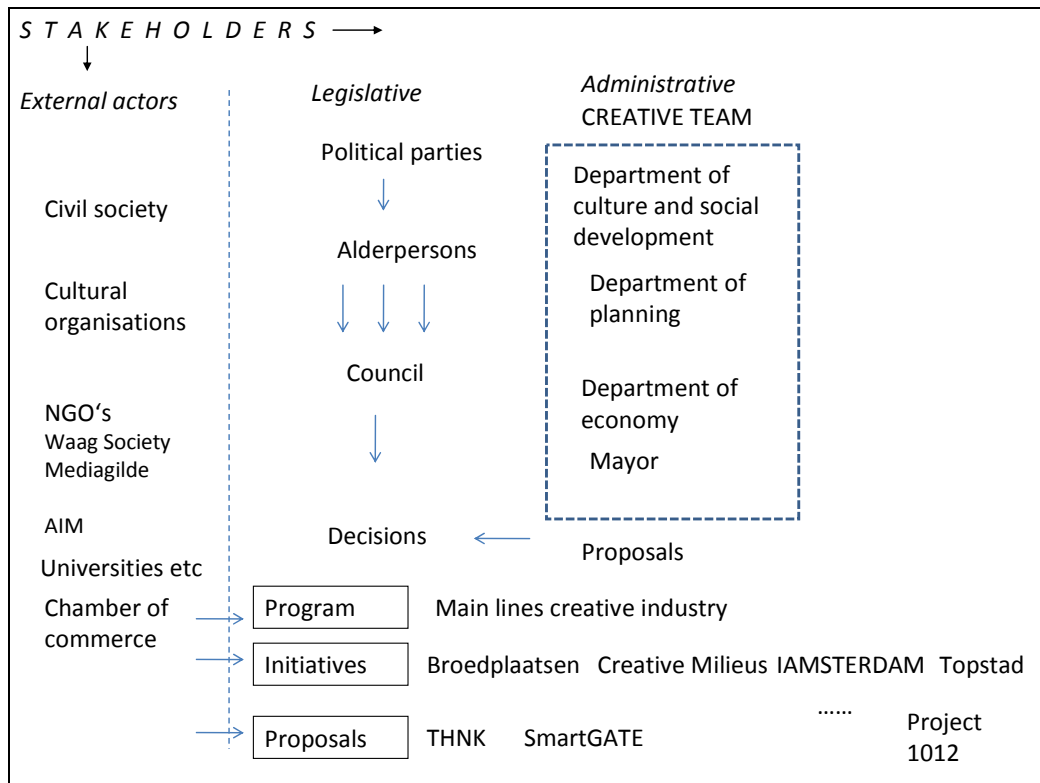 S T A K E H O L D E R S
External actors
Legislative
Administrative
CREATIVE TEAM
Political parties
Department of
culture and social
development
Civil society
Alderpersons
Cultural
organisations
Department of
planning
Council
Department of
economy
NGO‘s
Waag Society
Mediagilde
Mayor
AIM
Decisions
Proposals
Universities etc
Chamber of
commerce
Program
Main lines creative industry
Initiatives
Broedplaatsen Creative Milieus IAMSTERDAM Topstad
......
Proposals
THNK SmartGATE
Project
1012